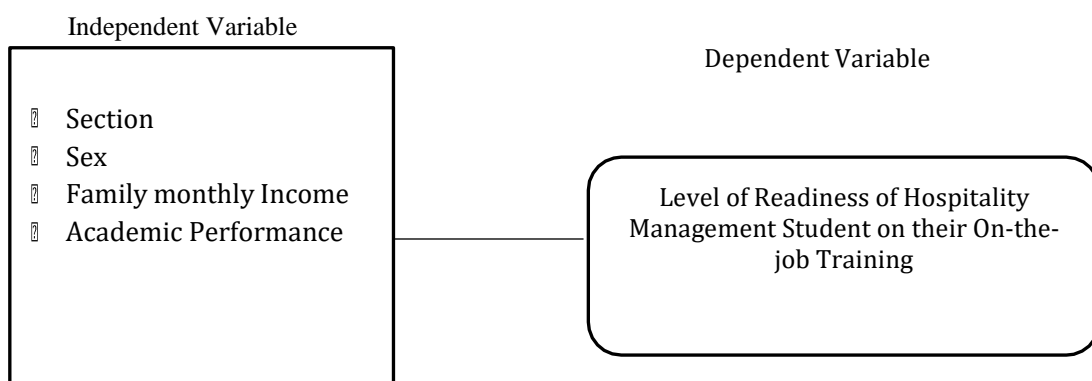 Independent Variable
Dependent Variable
Section
Sex
Family monthly Income
Academic Performance
Level of Readiness of Hospitality
Management Student on their On-the-
job Training